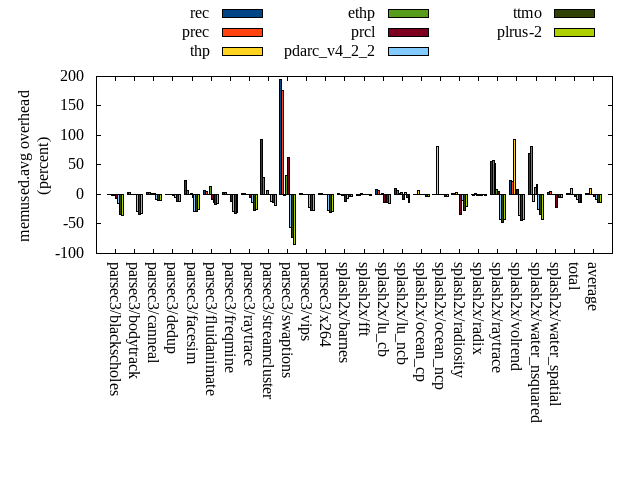 rec
prec
thp
ethp
prcl
pdarc_v4_2_2
ttmo
plrus-2
memused.avg overhead
(percent)
200
150
100
50
0
-50
-100
parsec3/blackscholes
parsec3/bodytrack
parsec3/canneal
parsec3/dedup
parsec3/facesim
parsec3/fluidanimate
parsec3/freqmine
parsec3/raytrace
parsec3/streamcluster
parsec3/swaptions
parsec3/vips
parsec3/x264
splash2x/barnes
splash2x/fft
splash2x/lu_cb
splash2x/lu_ncb
splash2x/ocean_cp
splash2x/ocean_ncp
splash2x/radiosity
splash2x/radix
splash2x/raytrace
splash2x/volrend
splash2x/water_nsquared
splash2x/water_spatial
total
average